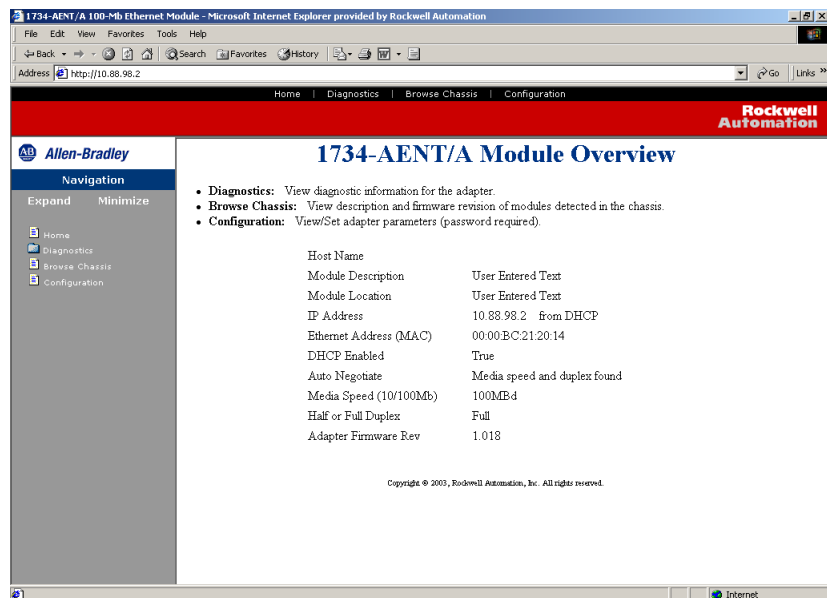 1734-AENT/A 100-Mb Ethernet Module - Microsoft Internet Explorer provided by Rockwell Automation
File Edit View Favorites Tools Help
Back Search Favorites History
Address http://10.88.98.2 Go Links »
Home | Diagnostics | Browse Chassis | Configuration
Rockwell
Automation
AB Allen-Bradley
Navigation
Expand Minimize
Home
Diagnostics
Browse Chassis
Configuration
1734-AENT/A Module Overview
• Diagnostics: View diagnostic information for the adapter.
• Browse Chassis: View description and firmware revision of modules detected in the chassis.
• Configuration: View/Set adapter parameters (password required).
Host Name
Module Description User Entered Text
Module Location User Entered Text
IP Address 10.88.98.2 from DHCP
Ethernet Address (MAC) 00:00:BC:21:20:14
DHCP Enabled True
Auto Negotiate Media speed and duplex found
Media Speed (10/100Mb) 100MBd
Half or Full Duplex Full
Adapter Firmware Rev 1.018
Copyright © 2003, Rockwell Automation, Inc. All rights reserved.
Internet